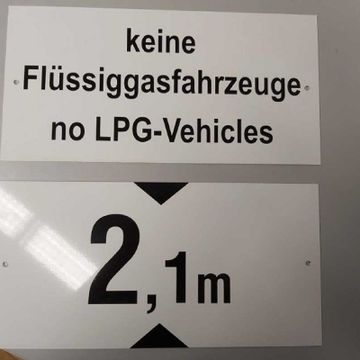 keine
Flüssiggasfahrzeuge
no LPG-Vehicles
2,1m